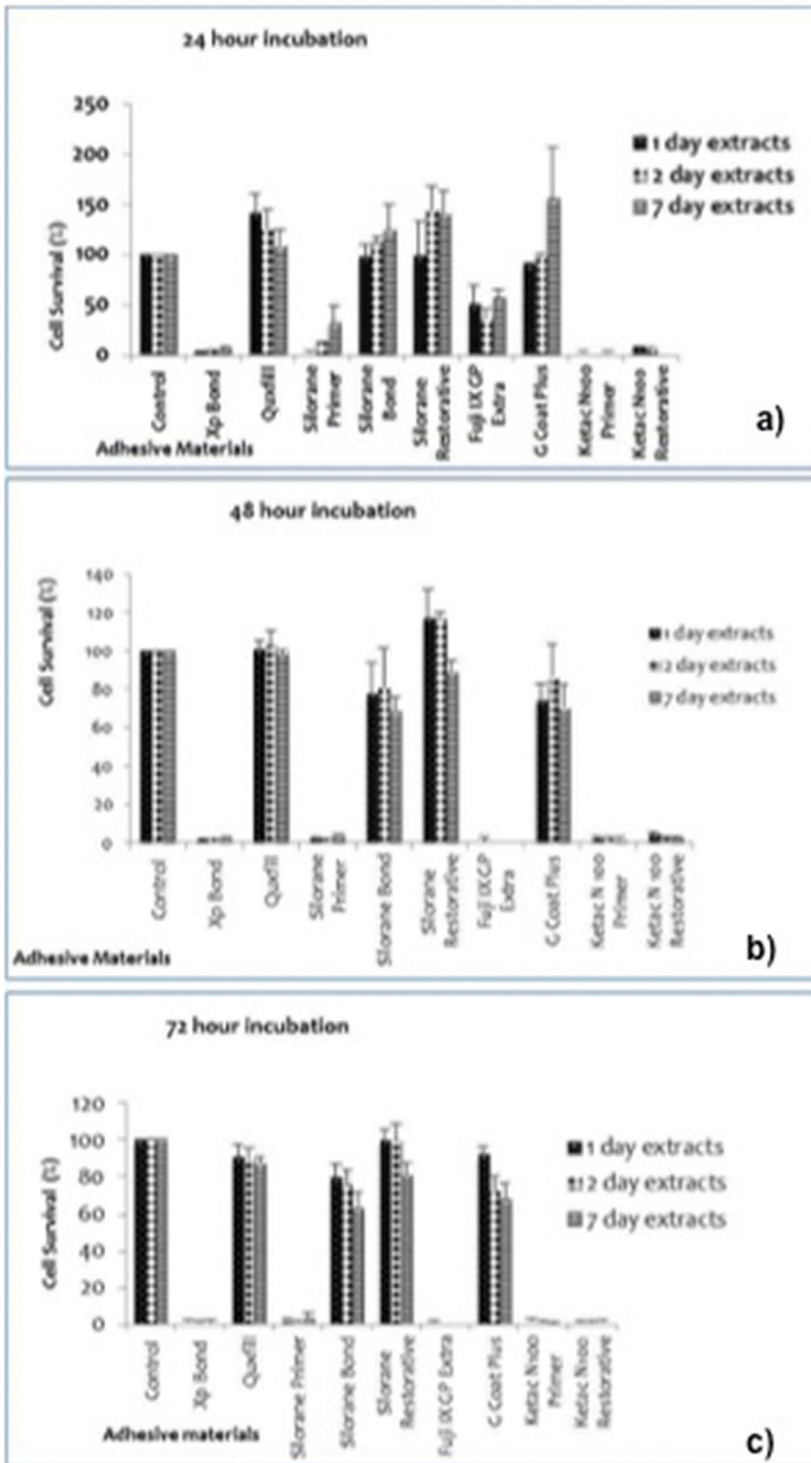 24 hour incubation
250
200
150
100
50
0
Cell Survival (%)
1 day extracts
2 day extracts
7 day extracts
Control
Xp Bond
Quxfill
Silorane
Primer
Silorane
Bond
Silorane
Restorative
Fuji IX GP
Extra
G Coat Plus
Ketac N100
Primer
Ketac N100
Restorative
Adhesive Materials
a)
48 hour incubation
140
120
100
80
60
40
20
0
Cell Survival (%)
1 day extracts
2 day extracts
7 day extracts
Control
Xp Bond
Quxfill
Silorane
Primer
Silorane Bond
Silorane
Restorative
Fuji IX GP
Extra
G Coat Plus
Ketac N 100
Primer
Ketac N 100
Restorative
Adhesive Materials
b)
72 hour incubation
120
100
80
60
40
20
0
Cell Survival (%)
1 day extracts
2 day extracts
7 day extracts
Control
Xp Bond
Quxfill
Silorane Primer
Silorane Bond
Silorane
Restorative
Fuji IX GP Extra
G Coat Plus
Ketac N100
Primer
Ketac N100
Restorative
Adhesive materials
c)